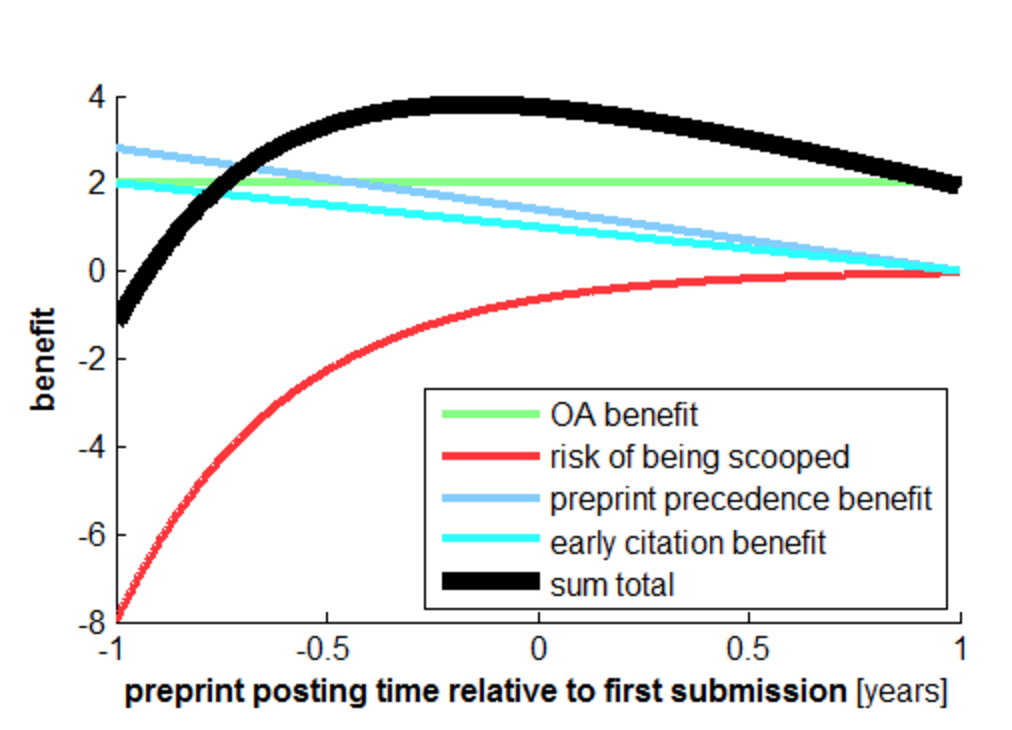 4
2
0
-2
-4
-6
-8
benefit
OA benefit
risk of being scooped
preprint precedence benefit
early citation benefit
sum total
-1
-0.5
0
0.5
1
preprint posting time relative to first submission [years]